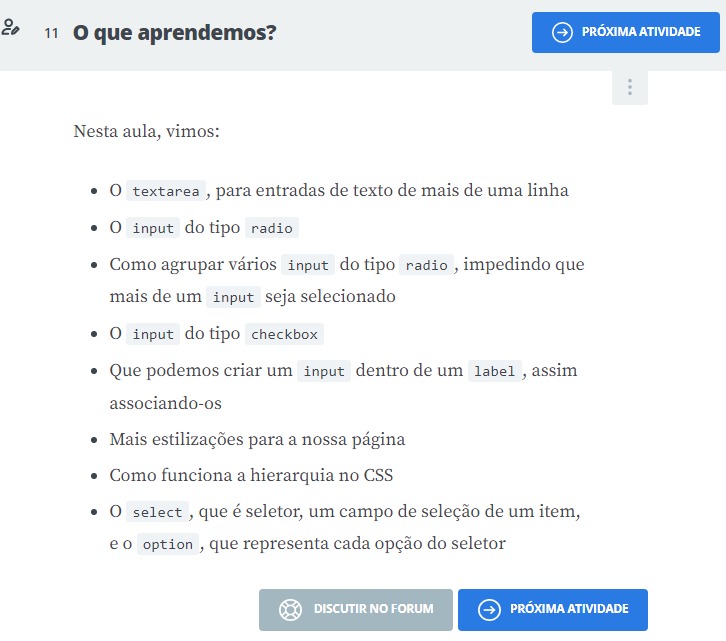 11 O que aprendemos?
PRÓXIMA ATIVIDADE
Nesta aula, vimos:
O textarea, para entradas de texto de mais de uma linha
O input do tipo radio
Como agrupar vários input do tipo radio, impedindo que
mais de um input seja selecionado
O input do tipo checkbox
Que podemos criar um input dentro de um label, assim
associando-os
Mais estilizações para a nossa página
Como funciona a hierarquia no CSS
O select, que é seletor, um campo de seleção de um item,
e o option, que representa cada opção do seletor
DISCUTIR NO FORUM
PRÓXIMA ATIVIDADE